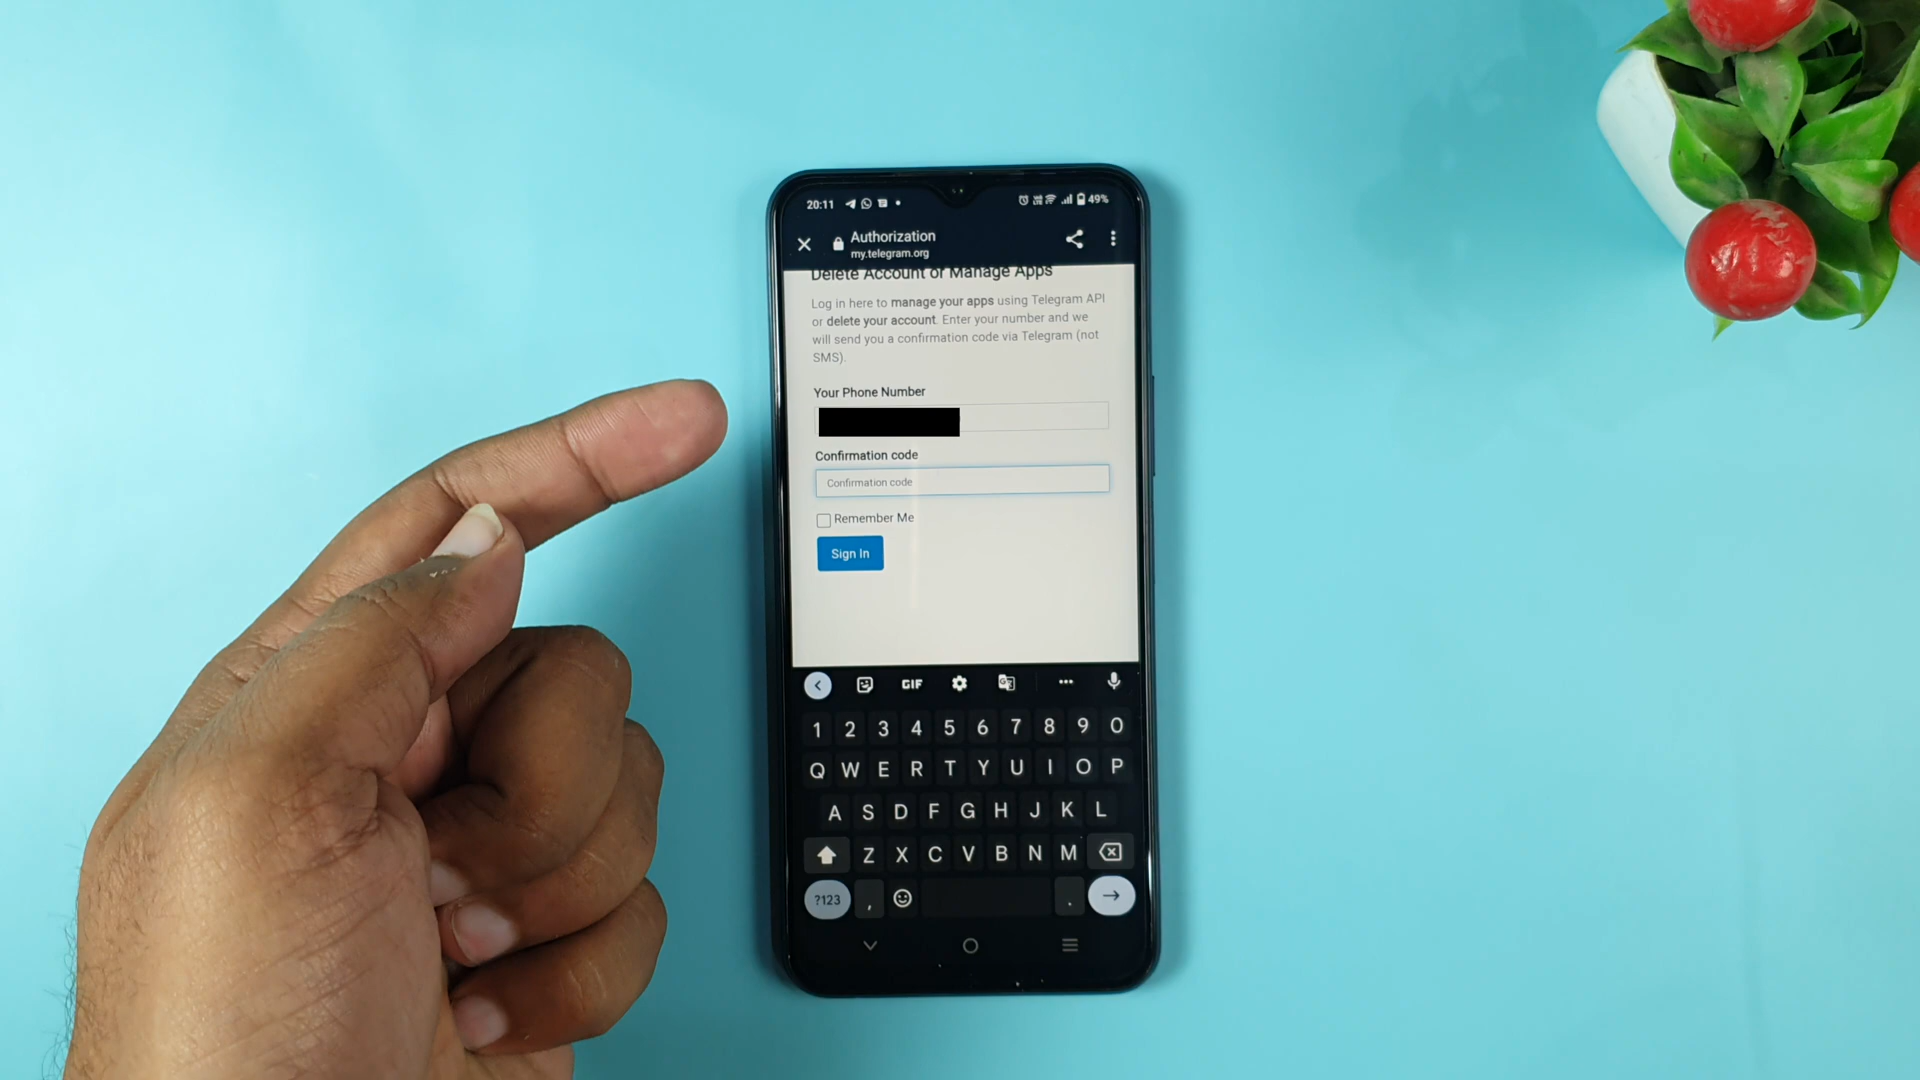 20:11
49%
Authorization
my.telegram.org
Delete Account or Manage Apps
Log in here to manage your apps using Telegram API
or delete your account. Enter your number and we
will send you a confirmation code via Telegram (not
SMS).
Your Phone Number
Confirmation code
Confirmation code
Remember Me
Sign In
GIF
1 2 3 4 5 6 7 8 9 0
Q W E R T Y U I O P
A S D F G H J K L
Z X C V B N M
?123 , .